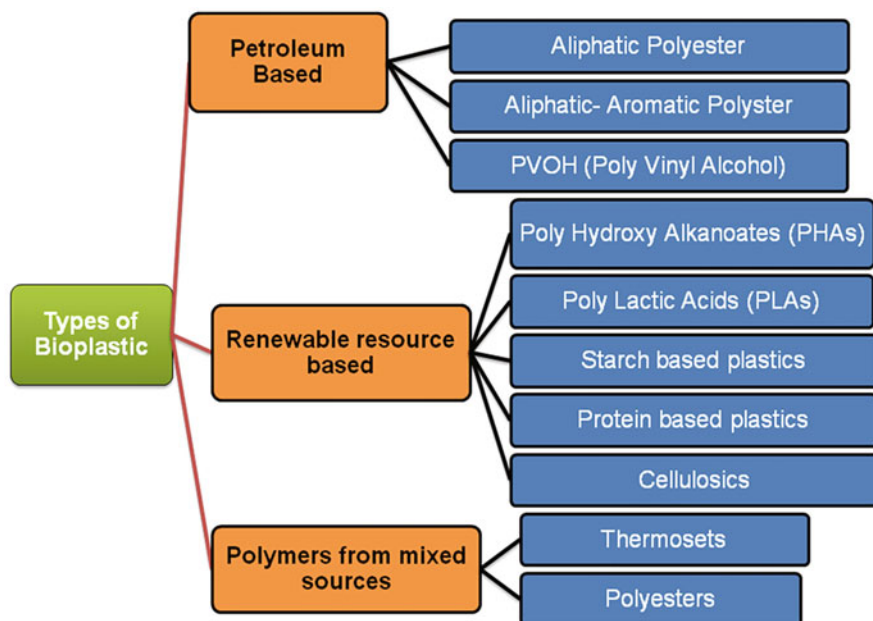 Petroleum
Based
Aliphatic Polyester
Aliphatic- Aromatic Polyster
PVOH (Poly Vinyl Alcohol)
Types of
Bioplastic
Renewable resource
based
Poly Hydroxy Alkanoates (PHAs)
Poly Lactic Acids (PLAs)
Starch based plastics
Protein based plastics
Cellulosics
Polymers from mixed
sources
Thermosets
Polyesters